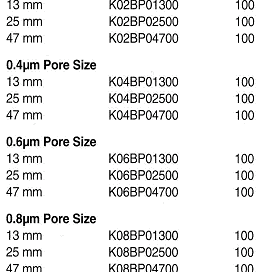 13 mm K02BP01300 100
25 mm K02BP02500 100
47 mm K02BP04700 100
0.4µm Pore Size
13 mm K04BP01300 100
25 mm K04BP02500 100
47 mm K04BP04700 100
0.6µm Pore Size
13 mm K06BP01300 100
25 mm K06BP02500 100
47 mm K06BP04700 100
0.8µm Pore Size
13 mm K08BP01300 100
25 mm K08BP02500 100
47 mm K08BP04700 100